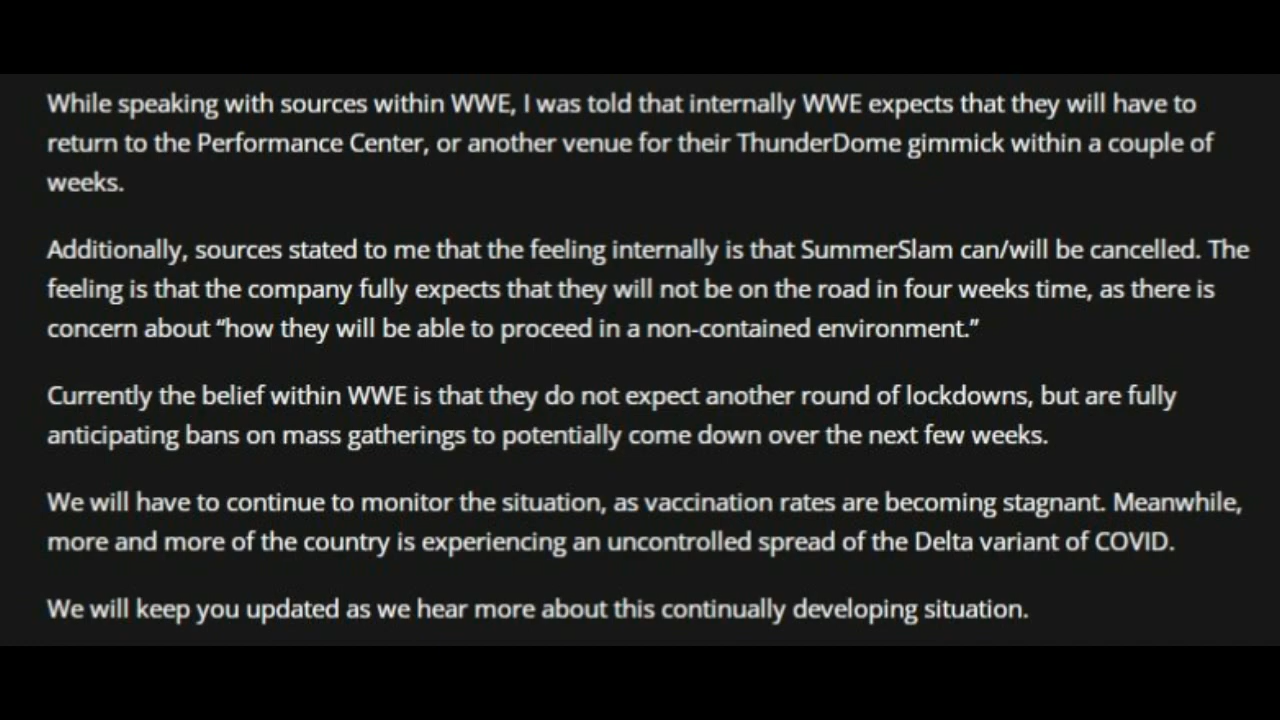 While speaking with sources within WWE, I was told that internally WWE expects that they will have to
return to the Performance Center, or another venue for their ThunderDome gimmick within a couple of
weeks.
Additionally, sources stated to me that the feeling internally is that SummerSlam can/will be cancelled. The
feeling is that the company fully expects that they will not be on the road in four weeks time, as there is
concern about “how they will be able to proceed in a non-contained environment.”
Currently the belief within WWE is that they do not expect another round of lockdowns, but are fully
anticipating bans on mass gatherings to potentially come down over the next few weeks.
We will have to continue to monitor the situation, as vaccination rates are becoming stagnant. Meanwhile,
more and more of the country is experiencing an uncontrolled spread of the Delta variant of COVID.
We will keep you updated as we hear more about this continually developing situation.